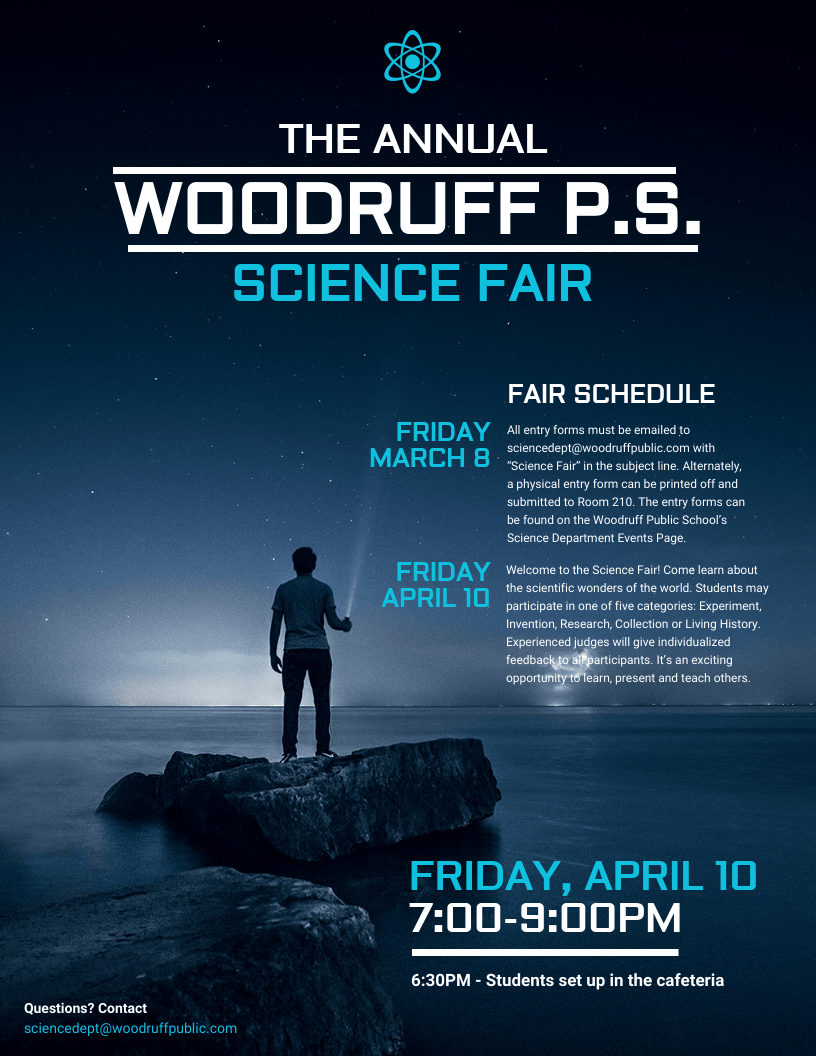 THE ANNUAL
WOODRUFF P.S.
SCIENCE FAIR
FAIR SCHEDULE
FRIDAY
MARCH 8
All entry forms must be emailed to
sciencedept@woodruffpublic.com with
“Science Fair” in the subject line. Alternately,
a physical entry form can be printed off and
submitted to Room 210. The entry forms can
be found on the Woodruff Public School’s
Science Department Events Page.
FRIDAY
APRIL 10
Welcome to the Science Fair! Come learn about
the scientific wonders of the world. Students may
participate in one of five categories: Experiment,
Invention, Research, Collection or Living History.
Experienced judges will give individualized
feedback to all participants. It’s an exciting
opportunity to learn, present and teach others.
FRIDAY, APRIL 10
7:00-9:00PM
6:30PM - Students set up in the cafeteria
Questions? Contact
sciencedept@woodruffpublic.com